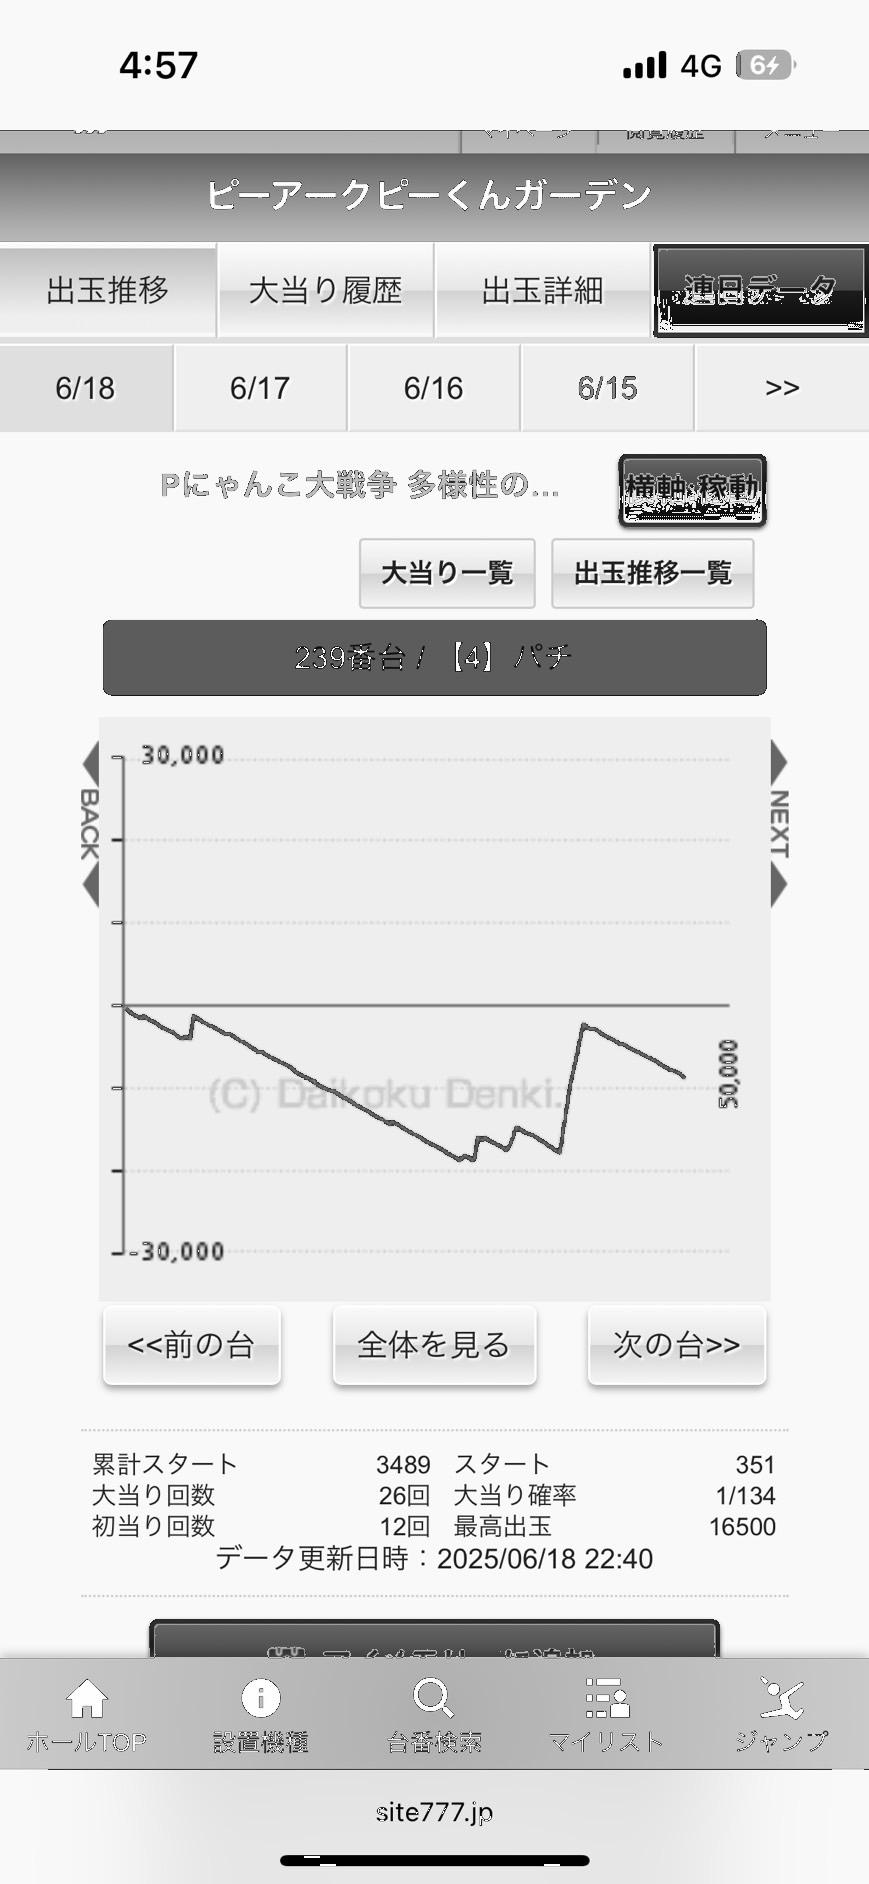 4:57
4G 6
ピーアークピーくんガーデン
出玉推移 大当り履歴 出玉詳細 連日データ
6/18 6/17 6/16 6/15 >>
Pにゃんこ大戦争 多様性の... 横軸:稼動
大当り一覧 出玉推移一覧
239番台 / 【4】 パチ
30,000
BACK
NEXT
50,000
(C) Daikoku Denki.
-30,000
<<前の台 全体を見る 次の台>>
累計スタート 3489 スタート 351
大当り回数 26回 大当り確率 1/134
初当り回数 12回 最高出玉 16500
データ更新日時:2025/06/18 22:40
ホールTOP 設置機種 台番検索 マイリスト ジャンプ
site777.jp